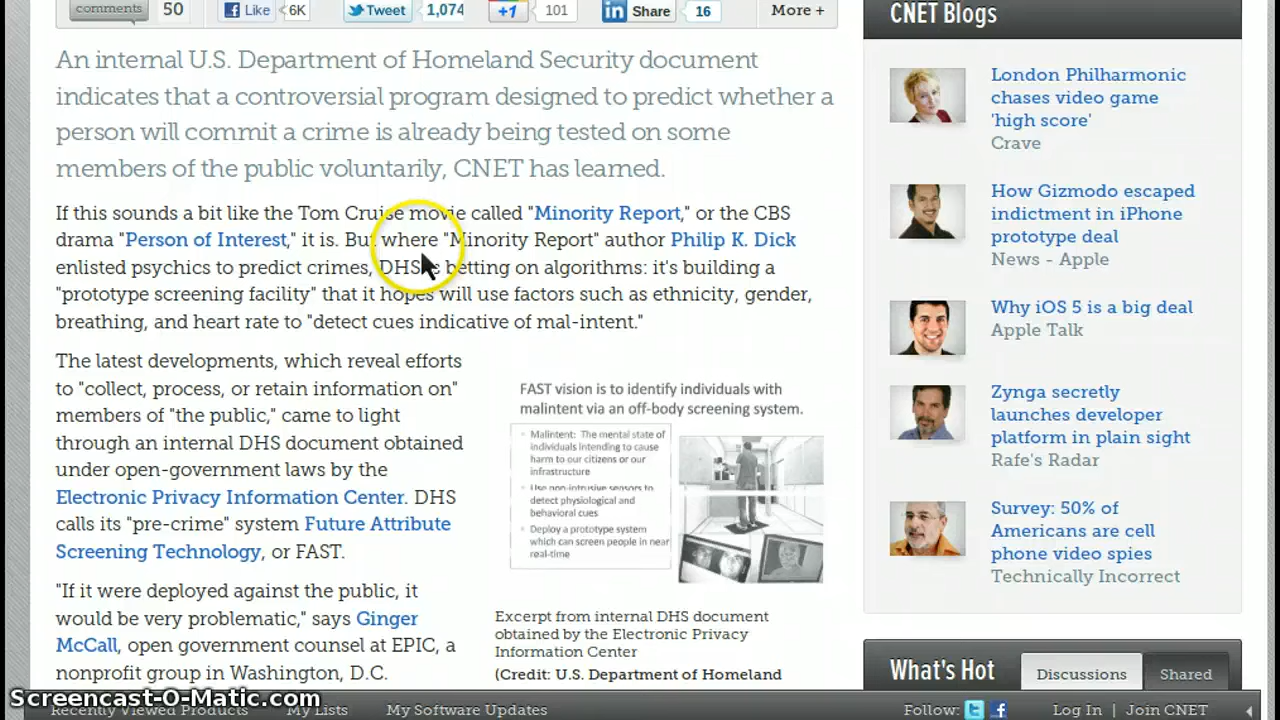 comments 50 Like 6K Tweet 1,074 +1 101 in Share 16 More +
An internal U.S. Department of Homeland Security document
indicates that a controversial program designed to predict whether a
person will commit a crime is already being tested on some
members of the public voluntarily, CNET has learned.
If this sounds a bit like the Tom Cruise movie called "Minority Report," or the CBS
drama "Person of Interest," it is. But where "Minority Report" author Philip K. Dick
enlisted psychics to predict crimes, DHS is betting on algorithms: it's building a
"prototype screening facility" that it hopes will use factors such as ethnicity, gender,
breathing, and heart rate to "detect cues indicative of mal-intent."
The latest developments, which reveal efforts
to "collect, process, or retain information on"
members of "the public," came to light
through an internal DHS document obtained
under open-government laws by the
Electronic Privacy Information Center. DHS
calls its "pre-crime" system Future Attribute
Screening Technology, or FAST.
"If it were deployed against the public, it
would be very problematic," says Ginger
McCall, open government counsel at EPIC, a
nonprofit group in Washington, D.C.
FAST vision is to identify individuals with
malintent via an off-body screening system.
• Malintent: The mental state of
individuals intending to cause
harm to our citizens or our
infrastructure
• Use non-intrusive sensors to
detect physiological and
behavioral cues
• Deploy a prototype system
which can screen people in near
real-time
Excerpt from internal DHS document
obtained by the Electronic Privacy
Information Center
(Credit: U.S. Department of Homeland
CNET Blogs
London Philharmonic
chases video game
'high score'
Crave
How Gizmodo escaped
indictment in iPhone
prototype deal
News - Apple
Why iOS 5 is a big deal
Apple Talk
Zynga secretly
launches developer
platform in plain sight
Rafe's Radar
Survey: 50% of
Americans are cell
phone video spies
Technically Incorrect
What's Hot Discussions Shared
Screencast-O-Matic.com
Recently Viewed Products My Lists My Software Updates Follow: Log In | Join CNET